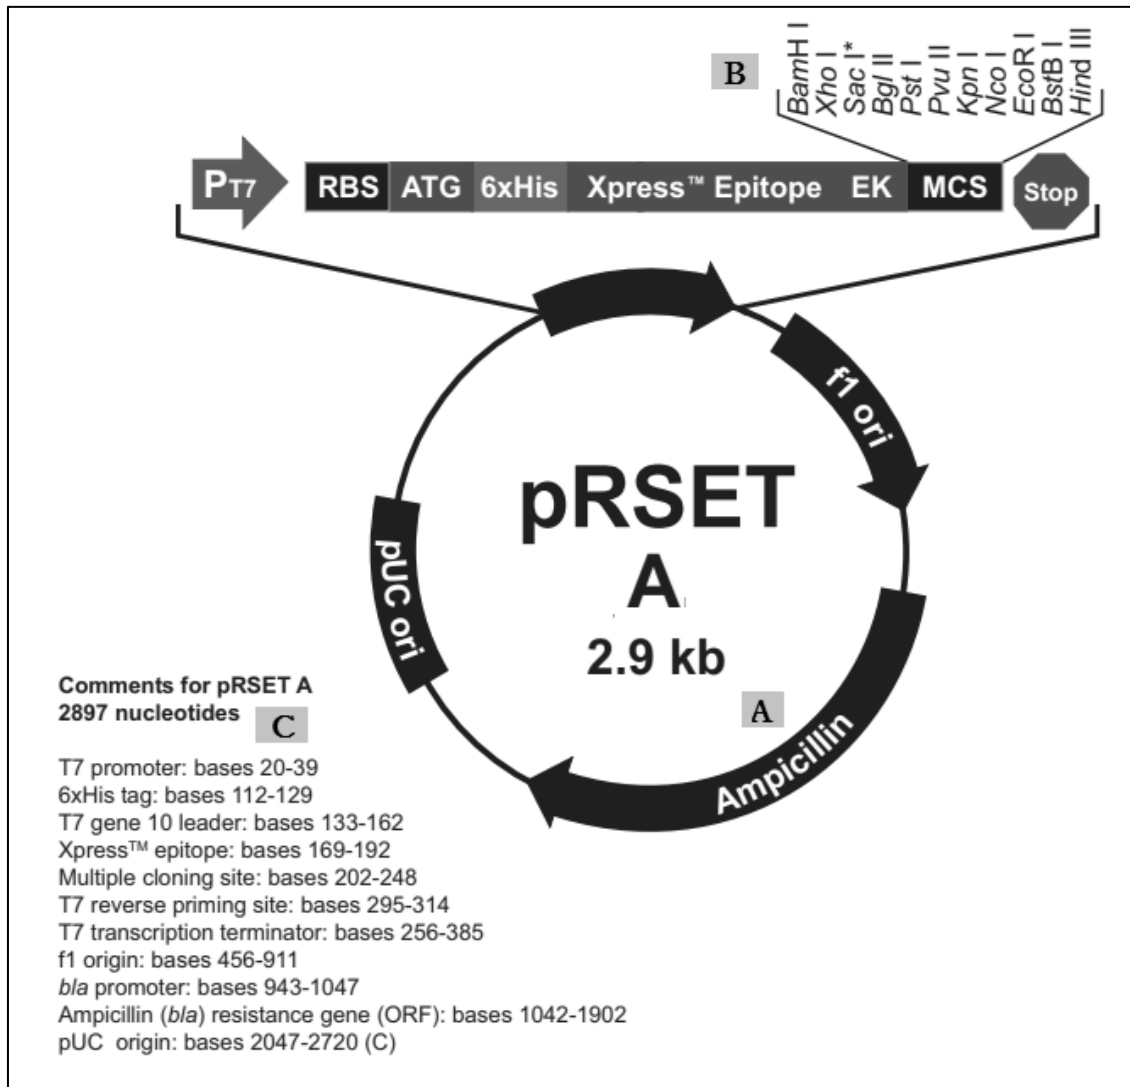 B
BamH I
Xho I
Sac I*
Bgl II
Pst I
Pvu II
Kpn I
Nco I
EcoR I
BstB I
Hind III
PT7
RBS ATG 6xHis Xpress™ Epitope EK MCS Stop
f1 ori
pRSET
A
2.9 kb
pUC ori
A
Ampicillin
Comments for pRSET A
2897 nucleotides
C
T7 promoter: bases 20-39
6xHis tag: bases 112-129
T7 gene 10 leader: bases 133-162
Xpress™ epitope: bases 169-192
Multiple cloning site: bases 202-248
T7 reverse priming site: bases 295-314
T7 transcription terminator: bases 256-385
f1 origin: bases 456-911
bla promoter: bases 943-1047
Ampicillin (bla) resistance gene (ORF): bases 1042-1902
pUC origin: bases 2047-2720 (C)